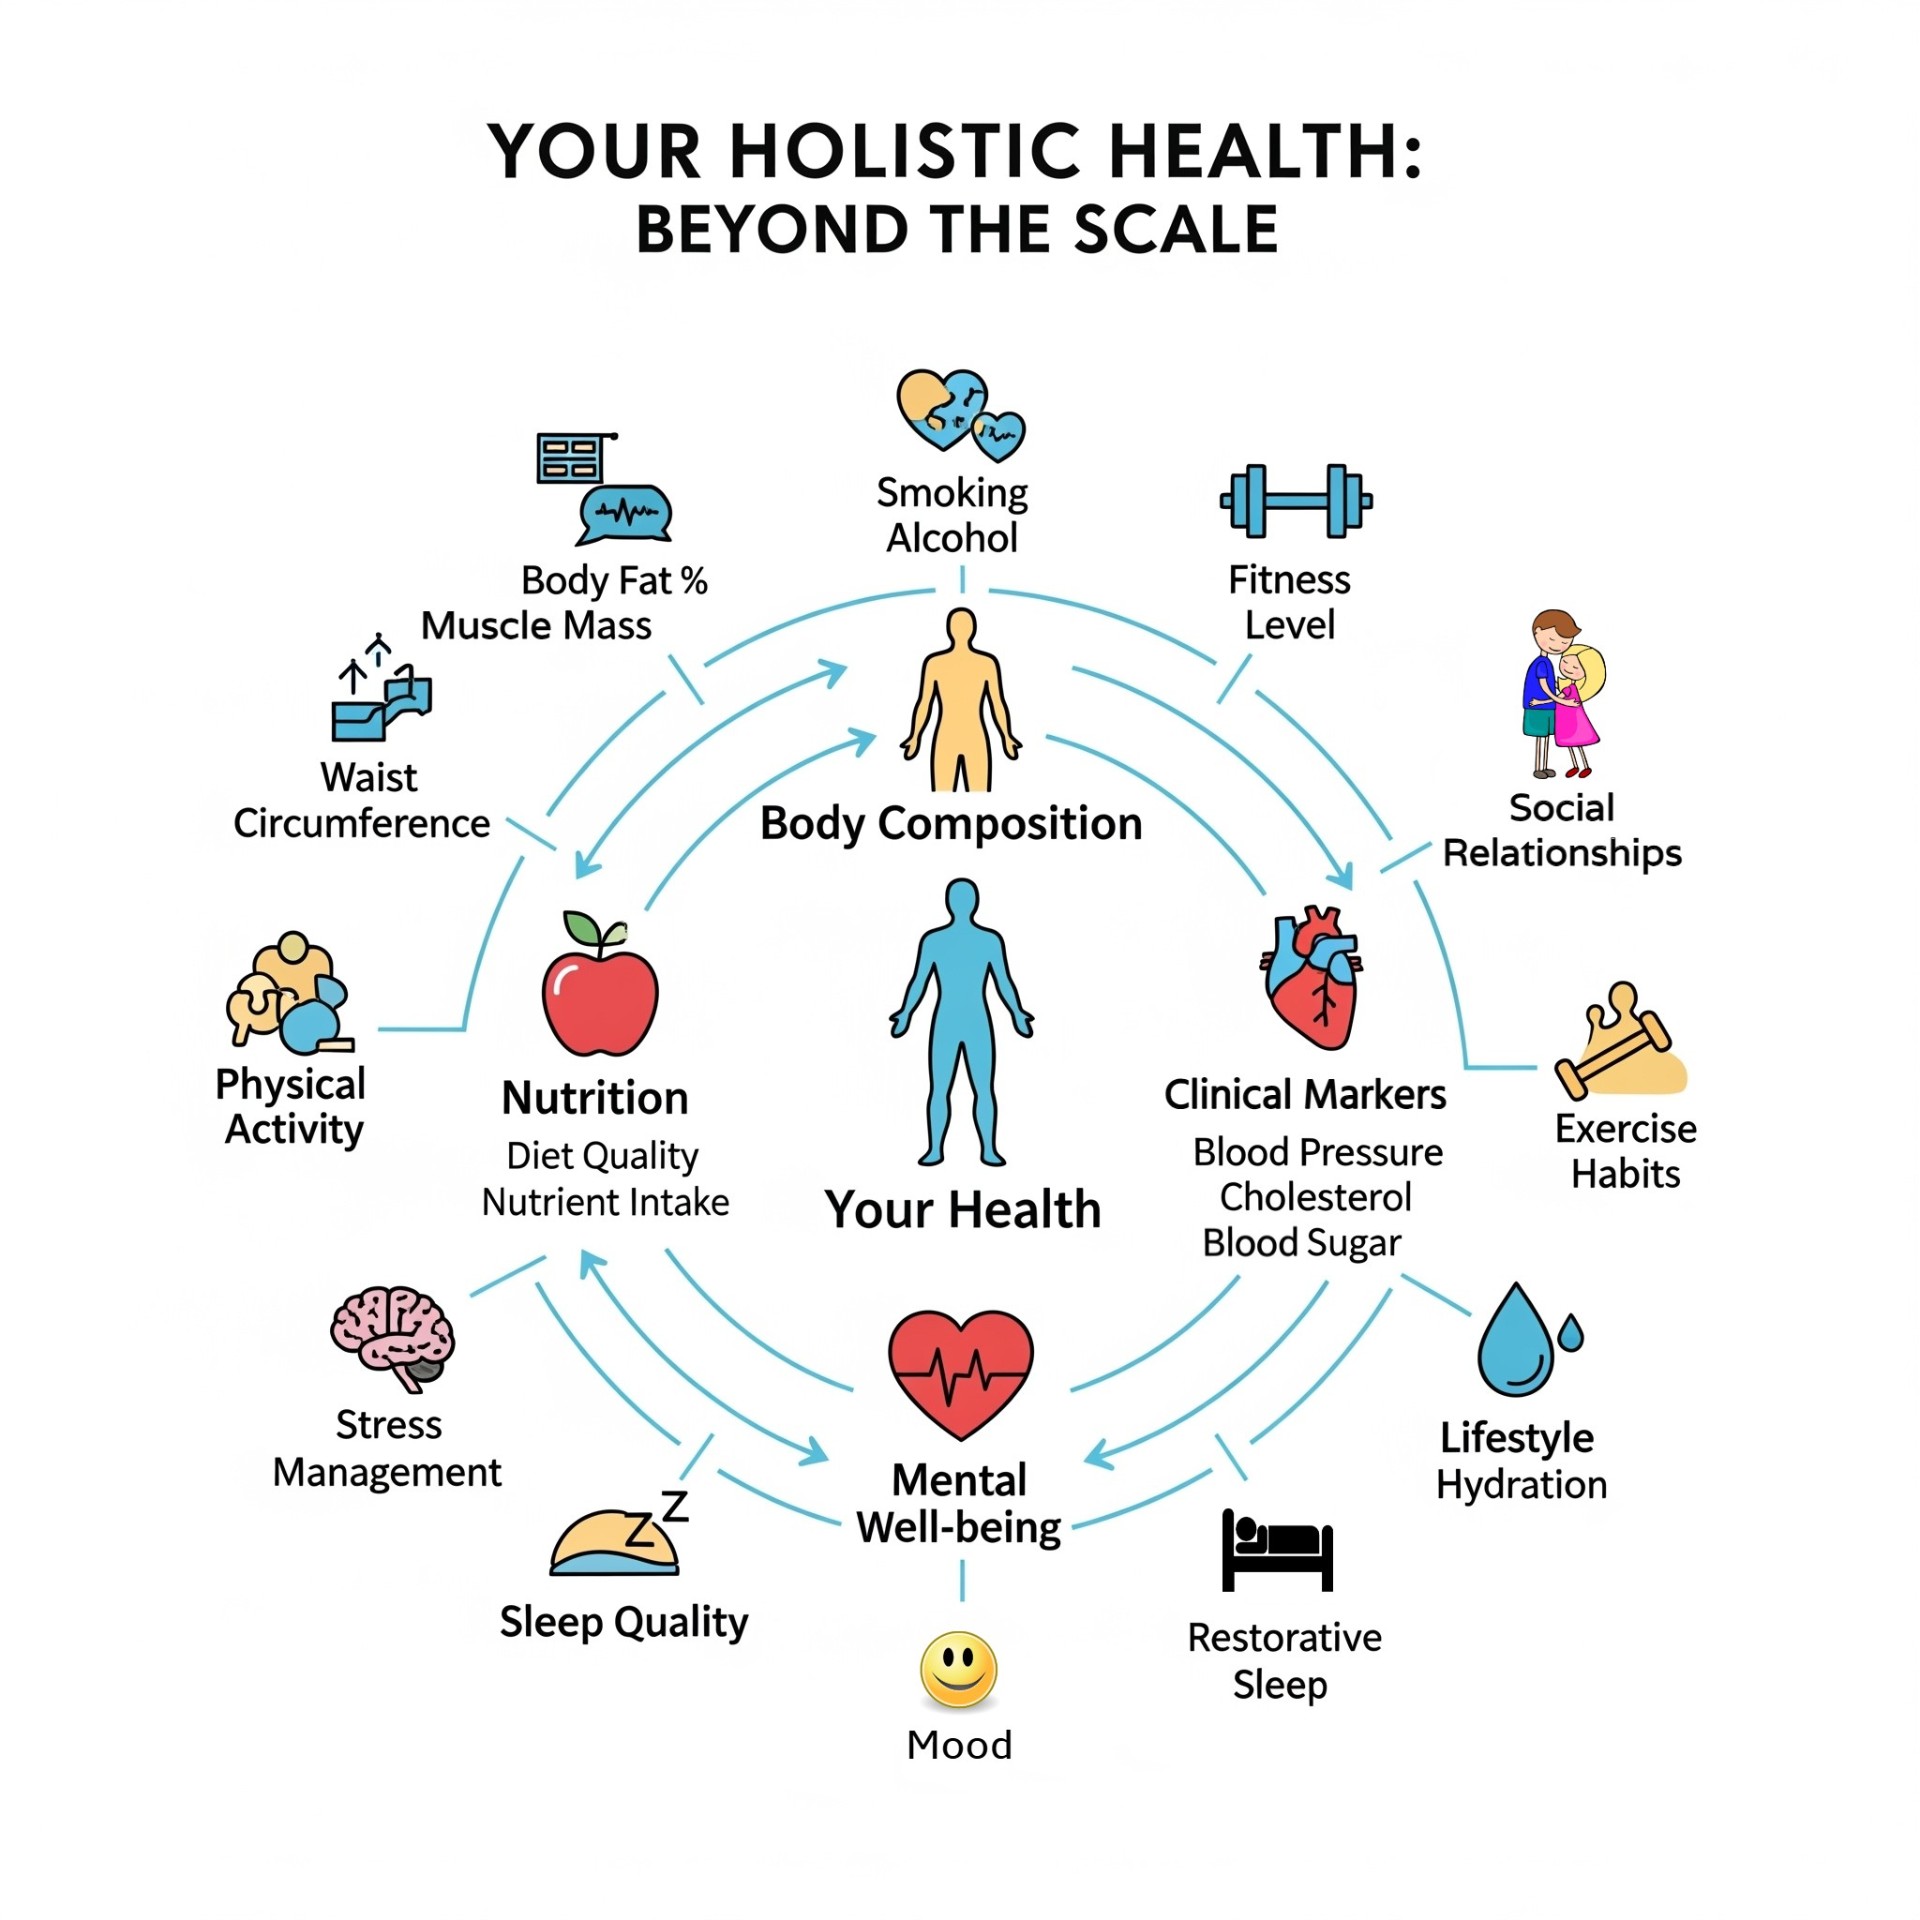 YOUR HOLISTIC HEALTH:
BEYOND THE SCALE
Smoking
Alcohol
Body Fat %
Muscle Mass
Fitness
Level
Waist
Circumference
Social
Relationships
Body Composition
Physical
Activity
Nutrition
Diet Quality
Nutrient Intake
Your Health
Clinical Markers
Blood Pressure
Cholesterol
Blood Sugar
Exercise
Habits
Stress
Management
Lifestyle
Hydration
Mental
Well-being
Z
Z
Sleep Quality
Restorative
Sleep
Mood